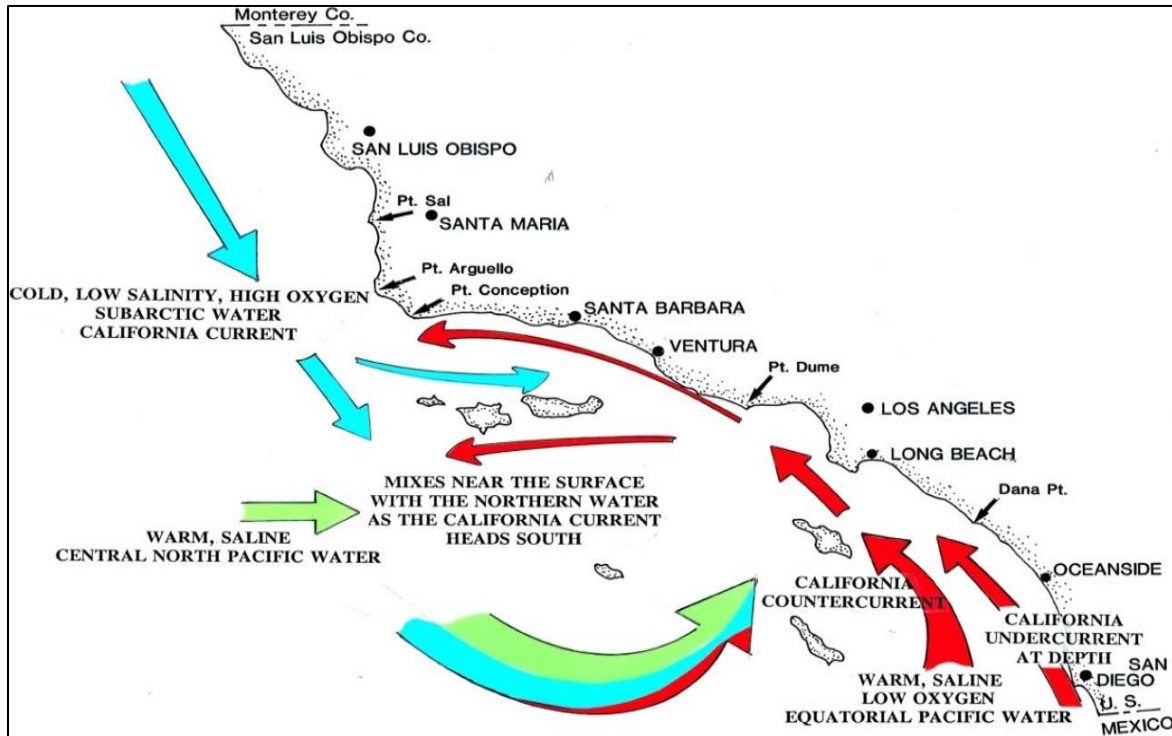 Monterey Co.
San Luis Obispo Co.
SAN LUIS OBISPO
Pt. Sal
SANTA MARIA
Pt. Arguello
Pt. Conception
COLD, LOW SALINITY, HIGH OXYGEN
SUBARCTIC WATER
CALIFORNIA CURRENT
SANTA BARBARA
VENTURA
Pt. Dume
LOS ANGELES
LONG BEACH
Dana Pt.
MIXES NEAR THE SURFACE
WITH THE NORTHERN WATER
AS THE CALIFORNIA CURRENT
HEADS SOUTH
WARM, SALINE
CENTRAL NORTH PACIFIC WATER
OCEANSIDE
CALIFORNIA
COUNTERCURRENT
CALIFORNIA
UNDERCURRENT
AT DEPTH
SAN
DIEGO
WARM, SALINE
LOW OXYGEN
EQUATORIAL PACIFIC WATER
U. S.
MEXICO